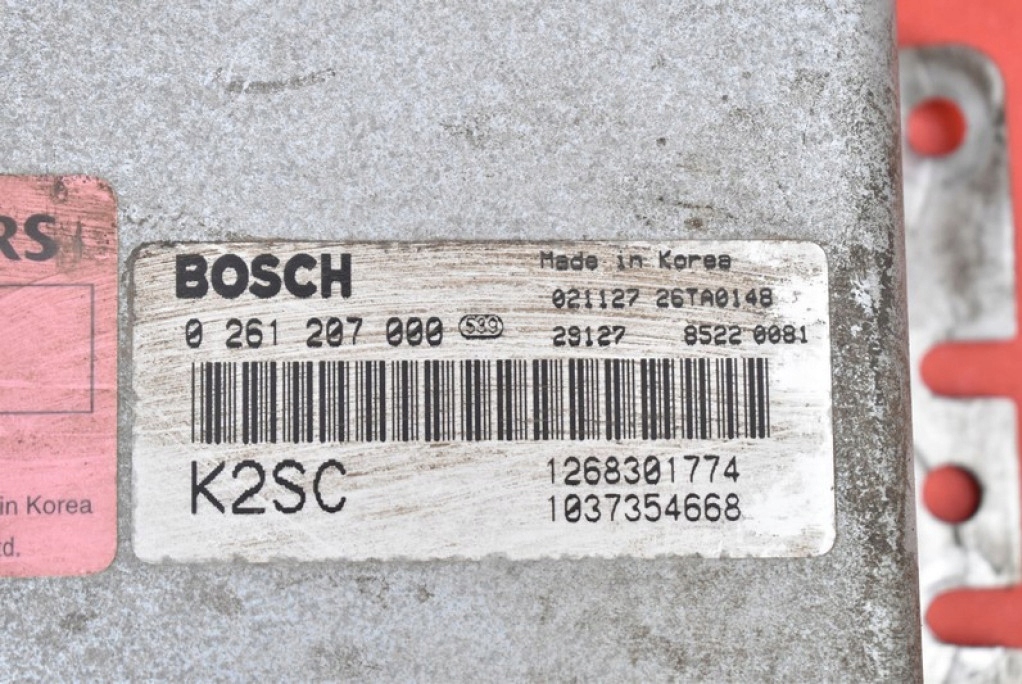 RS
in Korea
td.
BOSCH
Made in Korea
021127 26TA0148
0 261 207 000 539
29127 8522 0081
K2SC
1268301774
1037354668